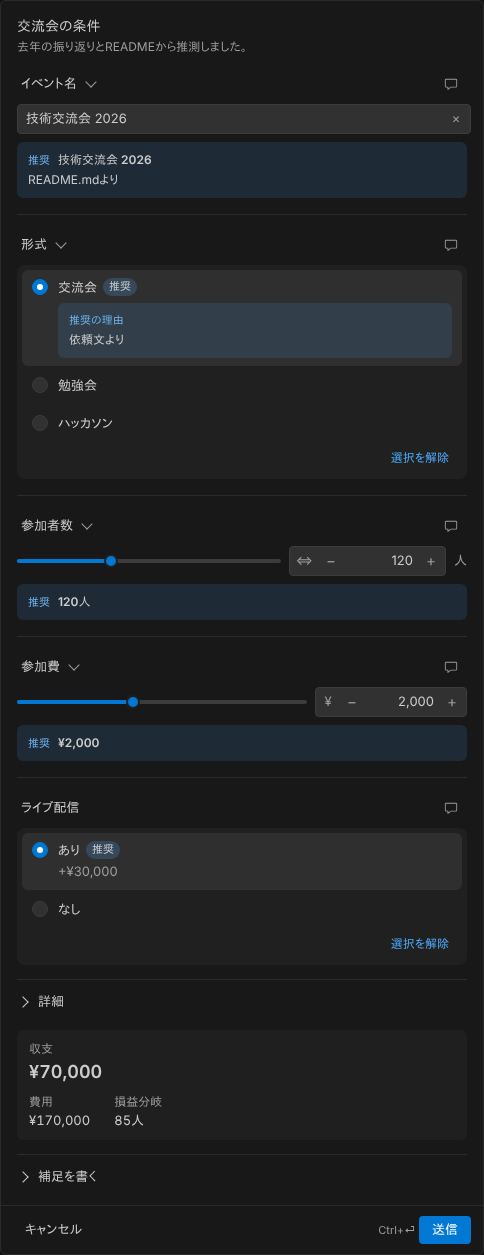 交流会の条件
去年の振り返りとREADMEから推測しました。
イベント名
技術交流会 2026 ×
推奨 技術交流会 2026
README.mdより
形式
交流会 推奨
推奨の理由
依頼文より
勉強会
ハッカソン
選択を解除
参加者数
− 120 + 人
推奨 120人
参加費
¥ − 2,000 +
推奨 ¥2,000
ライブ配信
あり 推奨
+¥30,000
なし
選択を解除
詳細
収支
¥70,000
費用 損益分岐
¥170,000 85人
補足を書く
キャンセル Ctrl+⏎ 送信